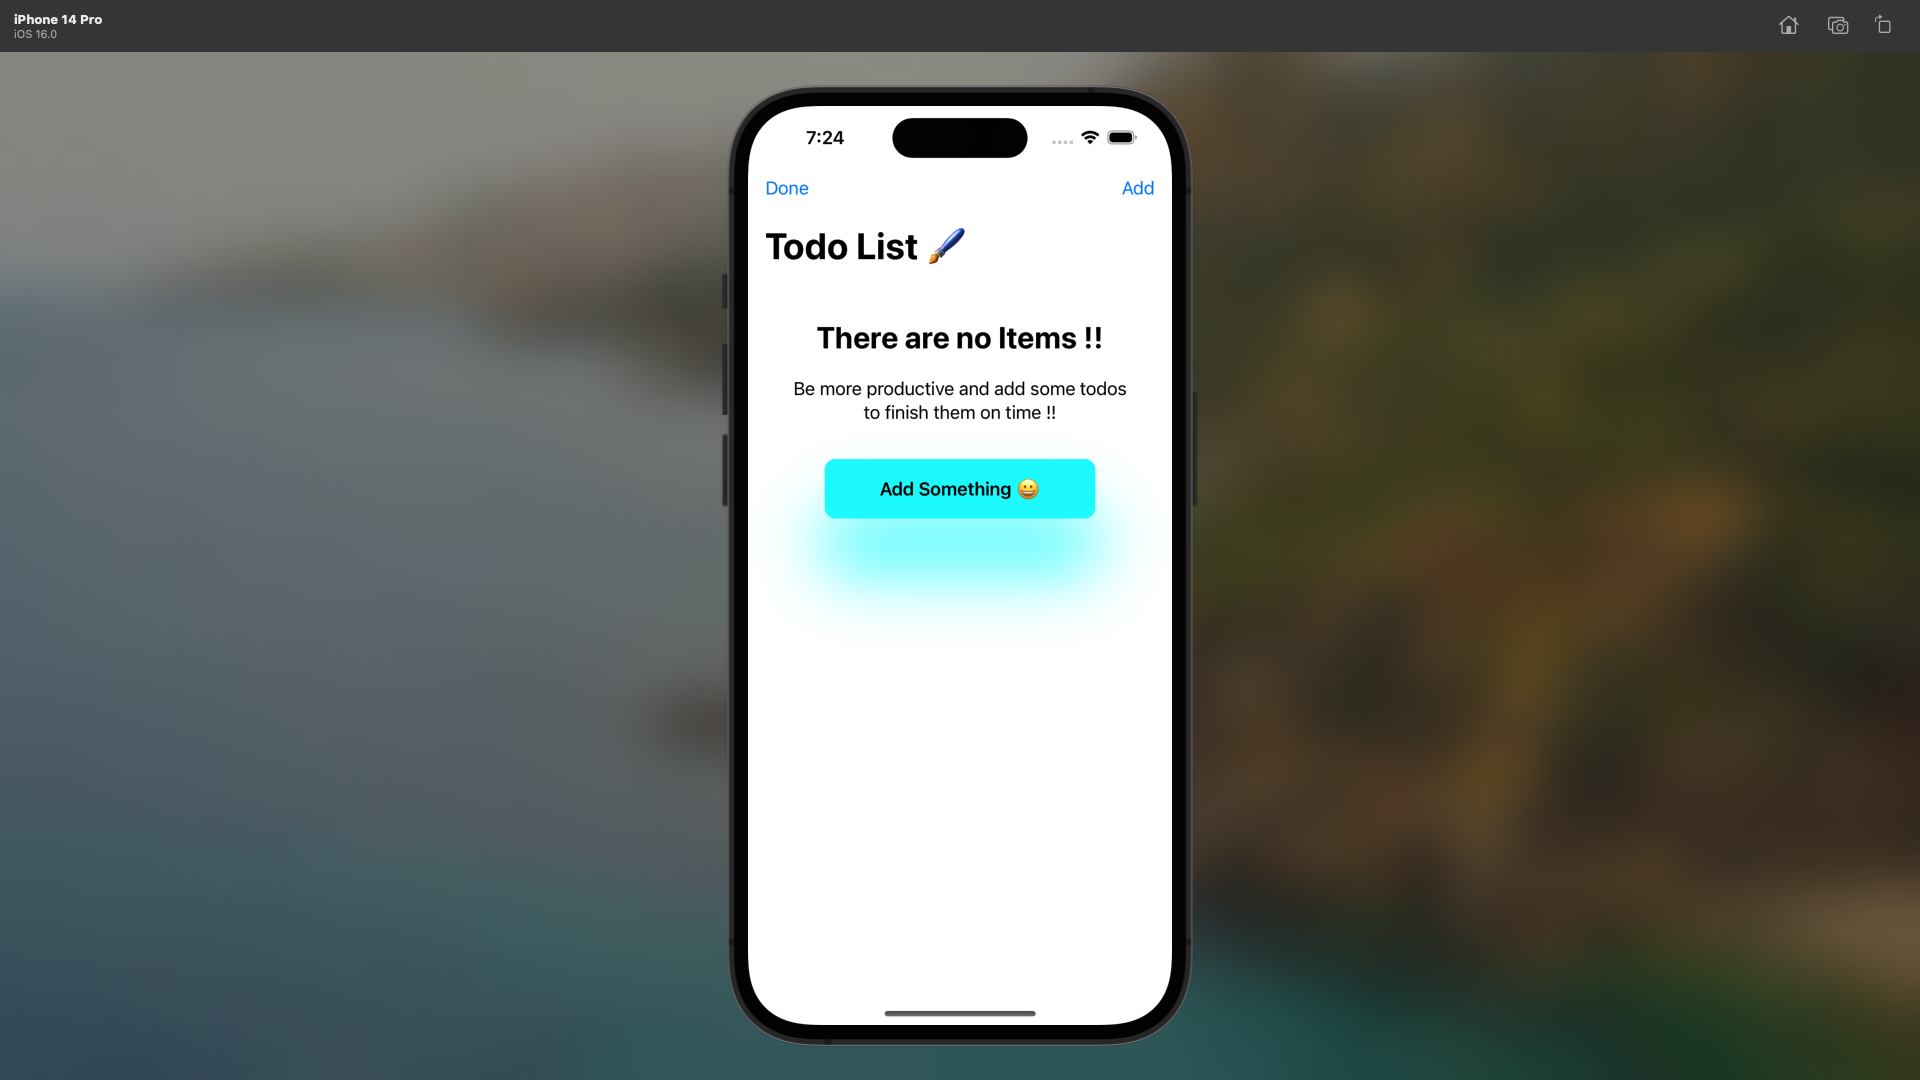 iPhone 14 Pro
iOS 16.0
7:24
Done
Add
Todo List 🖌️
There are no Items !!
Be more productive and add some todos
to finish them on time !!
Add Something 😀